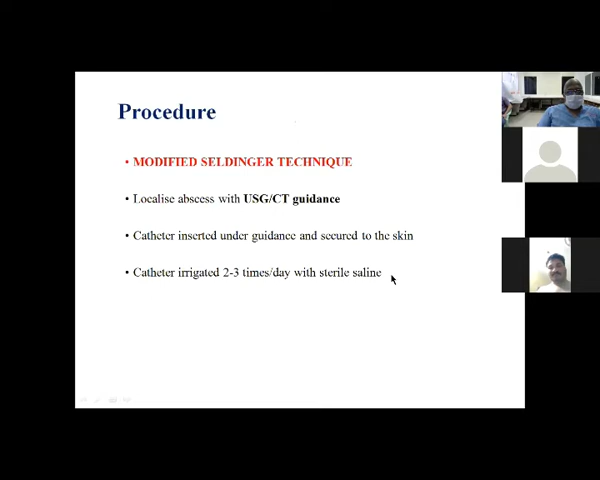 Procedure
• MODIFIED SELDINGER TECHNIQUE
• Localise abscess with USG/CT guidance
• Catheter inserted under guidance and secured to the skin
• Catheter irrigated 2-3 times/day with sterile saline